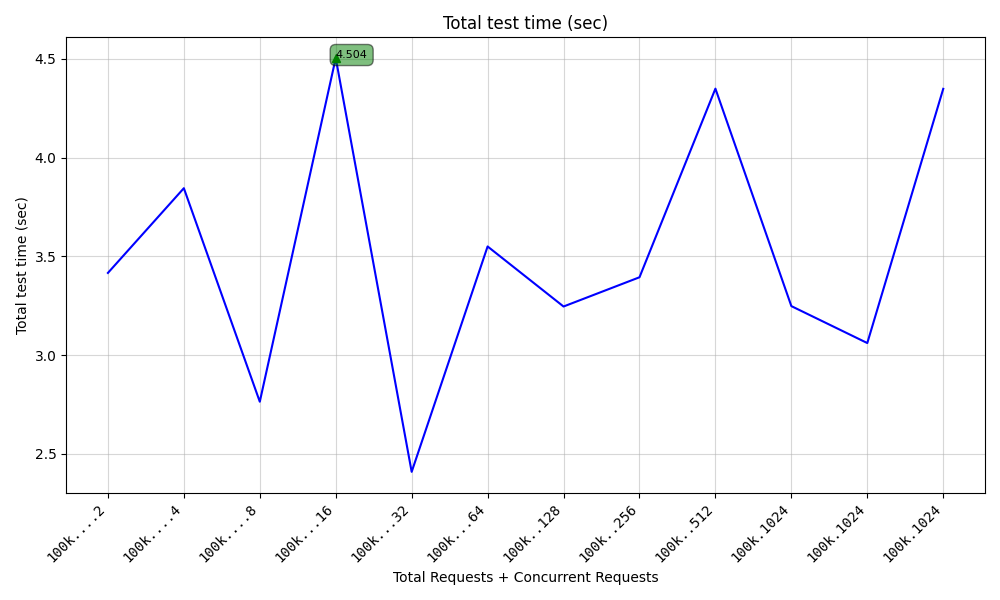 Total test time (sec)
4.504
4.5
4.0
3.5
3.0
2.5
Total test time (sec)
100k....2
100k....4
100k....8
100k...16
100k...32
100k...64
100k..128
100k..256
100k..512
100k.1024
100k.1024
100k.1024
Total Requests + Concurrent Requests